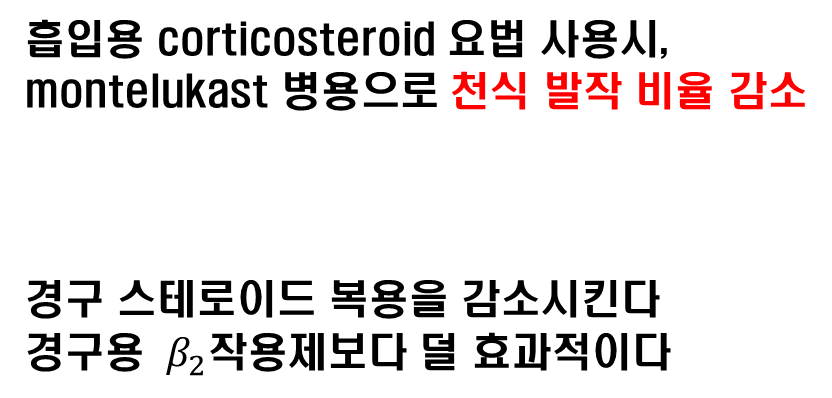 흡입용 corticosteroid 요법 사용시,
montelukast 병용으로 천식 발작 비율 감소
경구 스테로이드 복용을 감소시킨다
경구용 β₂작용제보다 덜 효과적이다